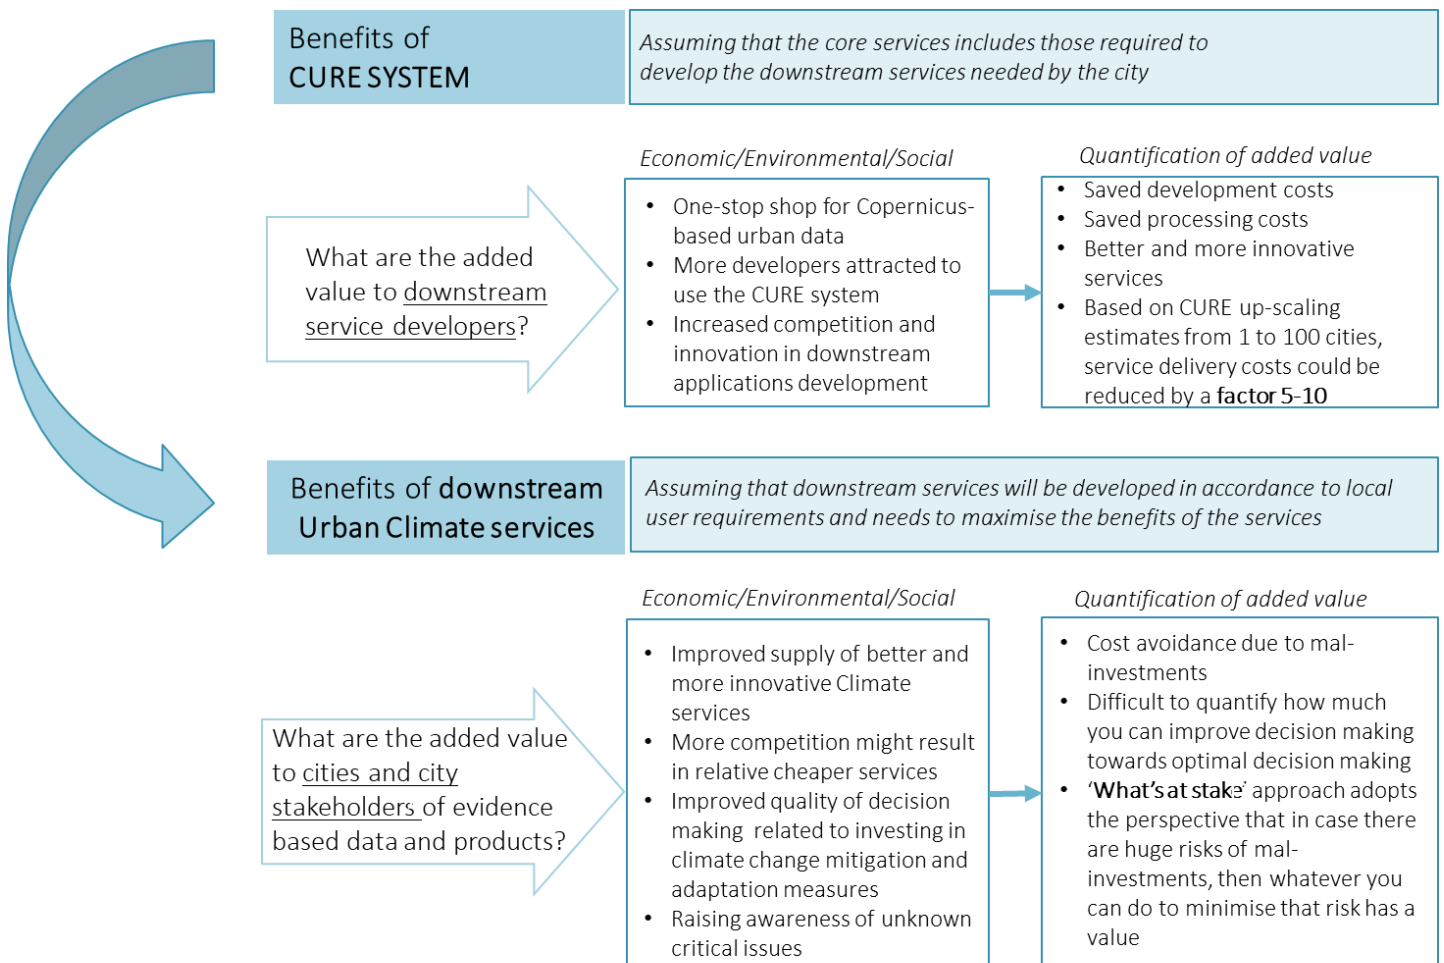 Benefits of
CURE SYSTEM
Assuming that the core services includes those required to
develop the downstream services needed by the city
Economic/Environmental/Social
Quantification of added value
What are the added
value to downstream
service developers?
• One-stop shop for Copernicus-
based urban data
• More developers attracted to
use the CURE system
• Increased competition and
innovation in downstream
applications development
• Saved development costs
• Saved processing costs
• Better and more innovative
services
• Based on CURE up-scaling
estimates from 1 to 100 cities,
service delivery costs could be
reduced by a factor 5-10
Benefits of downstream
Urban Climate services
Assuming that downstream services will be developed in accordance to local
user requirements and needs to maximise the benefits of the services
Economic/Environmental/Social
Quantification of added value
What are the added value
to cities and city
stakeholders of evidence
based data and products?
• Improved supply of better and
more innovative Climate
services
• More competition might result
in relative cheaper services
• Improved quality of decision
making related to investing in
climate change mitigation and
adaptation measures
• Raising awareness of unknown
critical issues
• Cost avoidance due to mal-
investments
• Difficult to quantify how much
you can improve decision making
towards optimal decision making
• ‘What’s at stake’ approach adopts
the perspective that in case there
are huge risks of mal-
investments, then whatever you
can do to minimise that risk has a
value